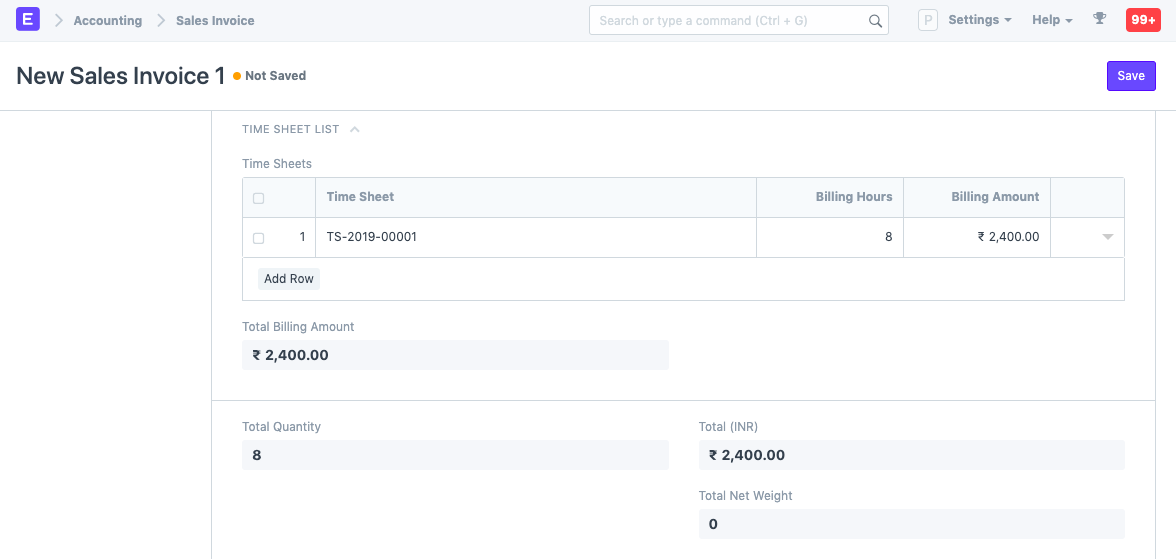 E Accounting Sales Invoice Search or type a command (Ctrl + G) P Settings Help 99+
New Sales Invoice 1 Not Saved Save
TIME SHEET LIST
Time Sheets
Time Sheet Billing Hours Billing Amount
1 TS-2019-00001 8 ₹ 2,400.00
Add Row
Total Billing Amount
₹ 2,400.00
Total Quantity Total (INR)
8 ₹ 2,400.00
Total Net Weight
0